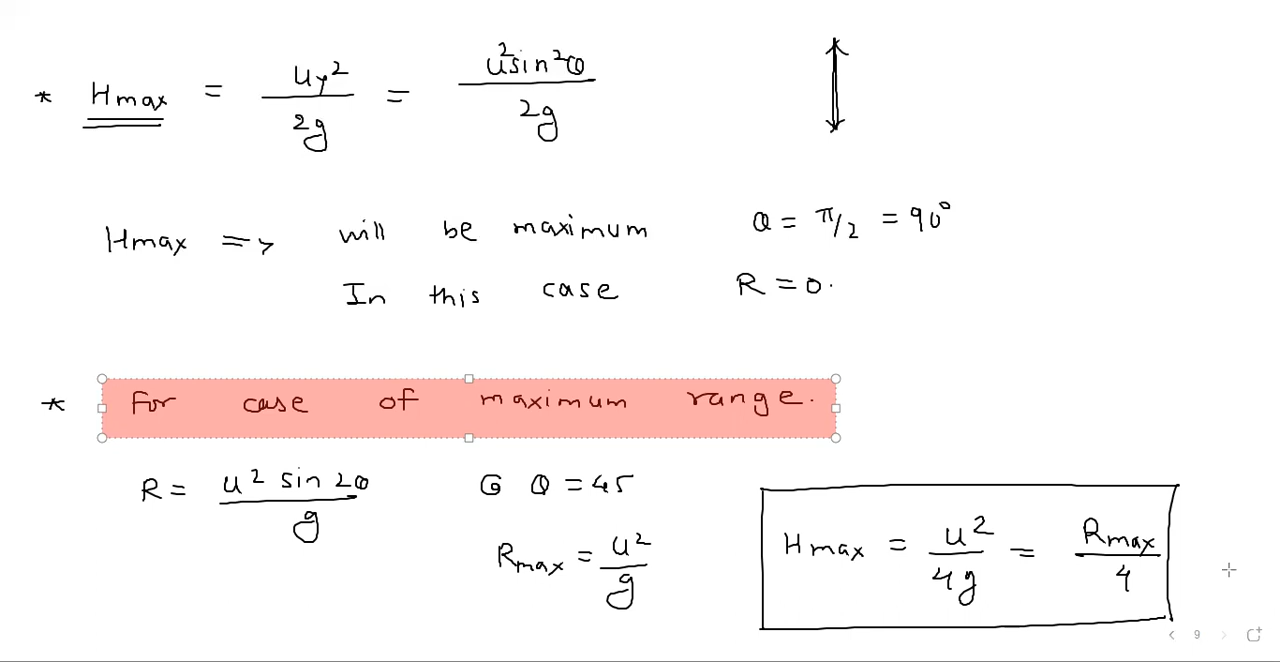 * Hmax = uy²/2g = u²sin²θ/2g
Hmax => will be maximum θ = π/2 = 90°
In this case R = 0.
* For case of maximum range.
R = u² sin 2θ/g @ θ = 45
Rmax = u²/g
Hmax = u²/4g = Rmax/4
9